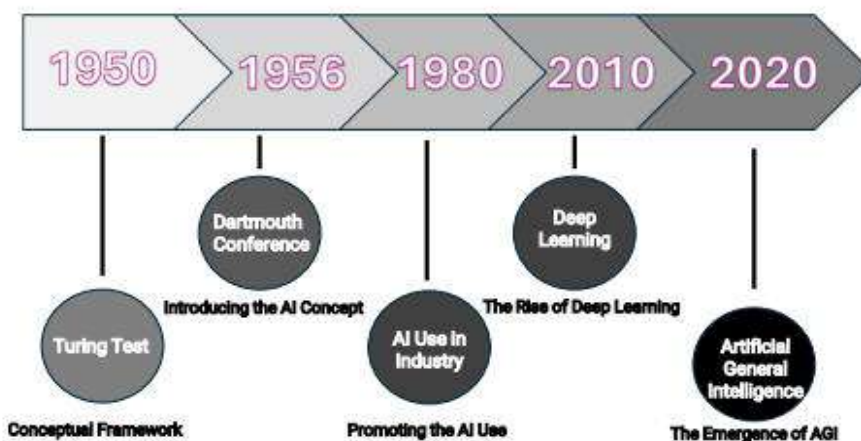 1950 1956 1980 2010 2020
Dartmouth
Conference
Introducing the AI Concept
Deep
Learning
The Rise of Deep Learning
Turing Test
Conceptual Framework
AI Use in
Industry
Promoting the AI Use
Artificial
General
Intelligence
The Emergence of AGI